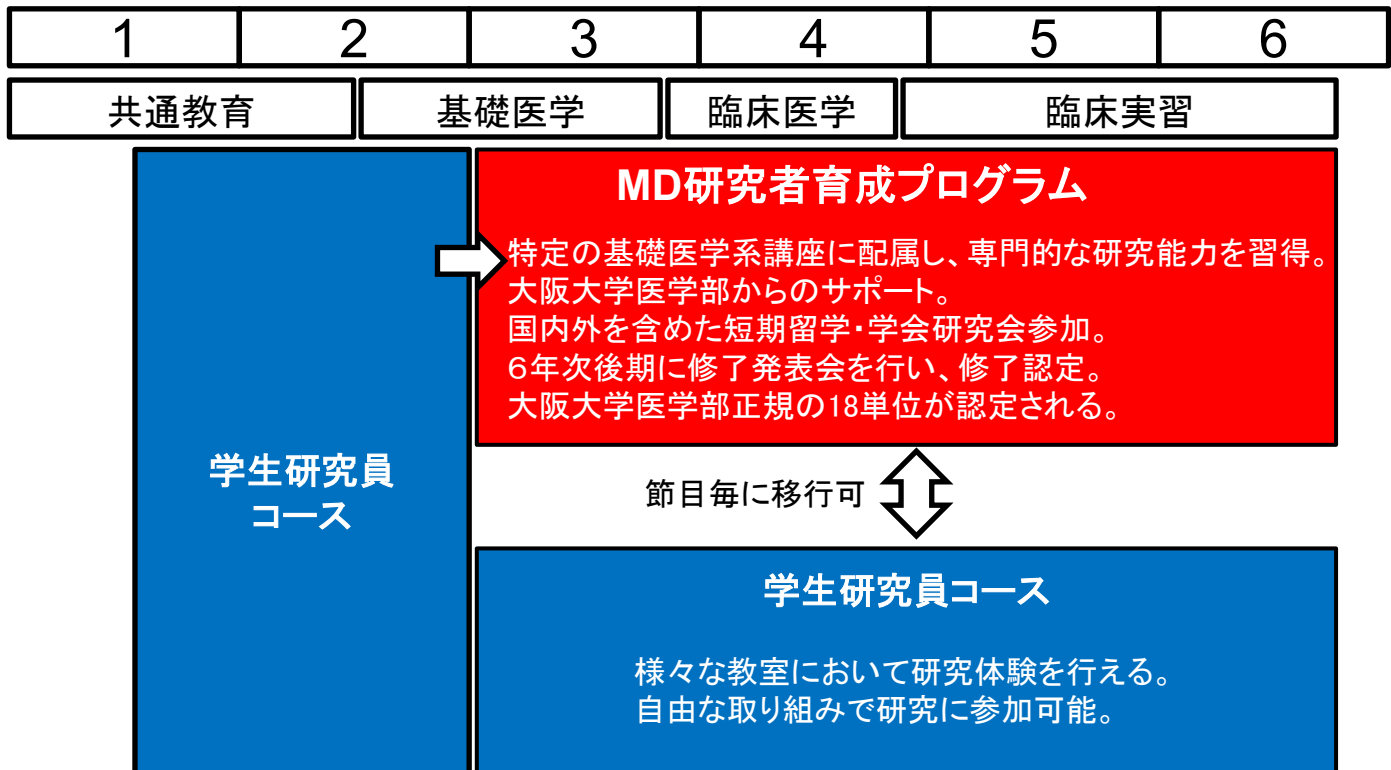 1 2 3 4 5 6
共通教育 基礎医学 臨床医学 臨床実習
MD研究者育成プログラム
特定の基礎医学系講座に配属し、専門的な研究能力を習得。
大阪大学医学部からのサポート。
国内外を含めた短期留学・学会研究会参加。
6年次後期に修了発表会を行い、修了認定。
大阪大学医学部正規の18単位が認定される。
学生研究員
コース
節目毎に移行可
学生研究員コース
様々な教室において研究体験を行える。
自由な取り組みで研究に参加可能。